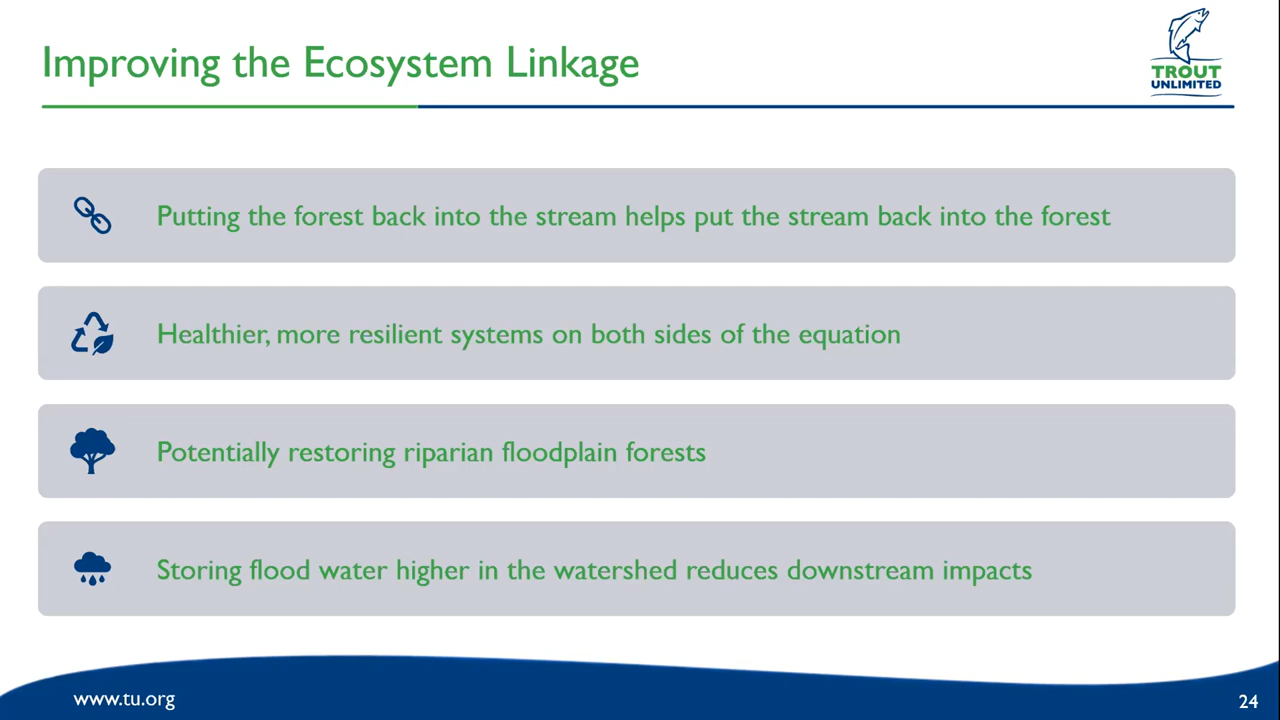 Improving the Ecosystem Linkage
TROUT
UNLIMITED
Putting the forest back into the stream helps put the stream back into the forest
Healthier, more resilient systems on both sides of the equation
Potentially restoring riparian floodplain forests
Storing flood water higher in the watershed reduces downstream impacts
www.tu.org
24